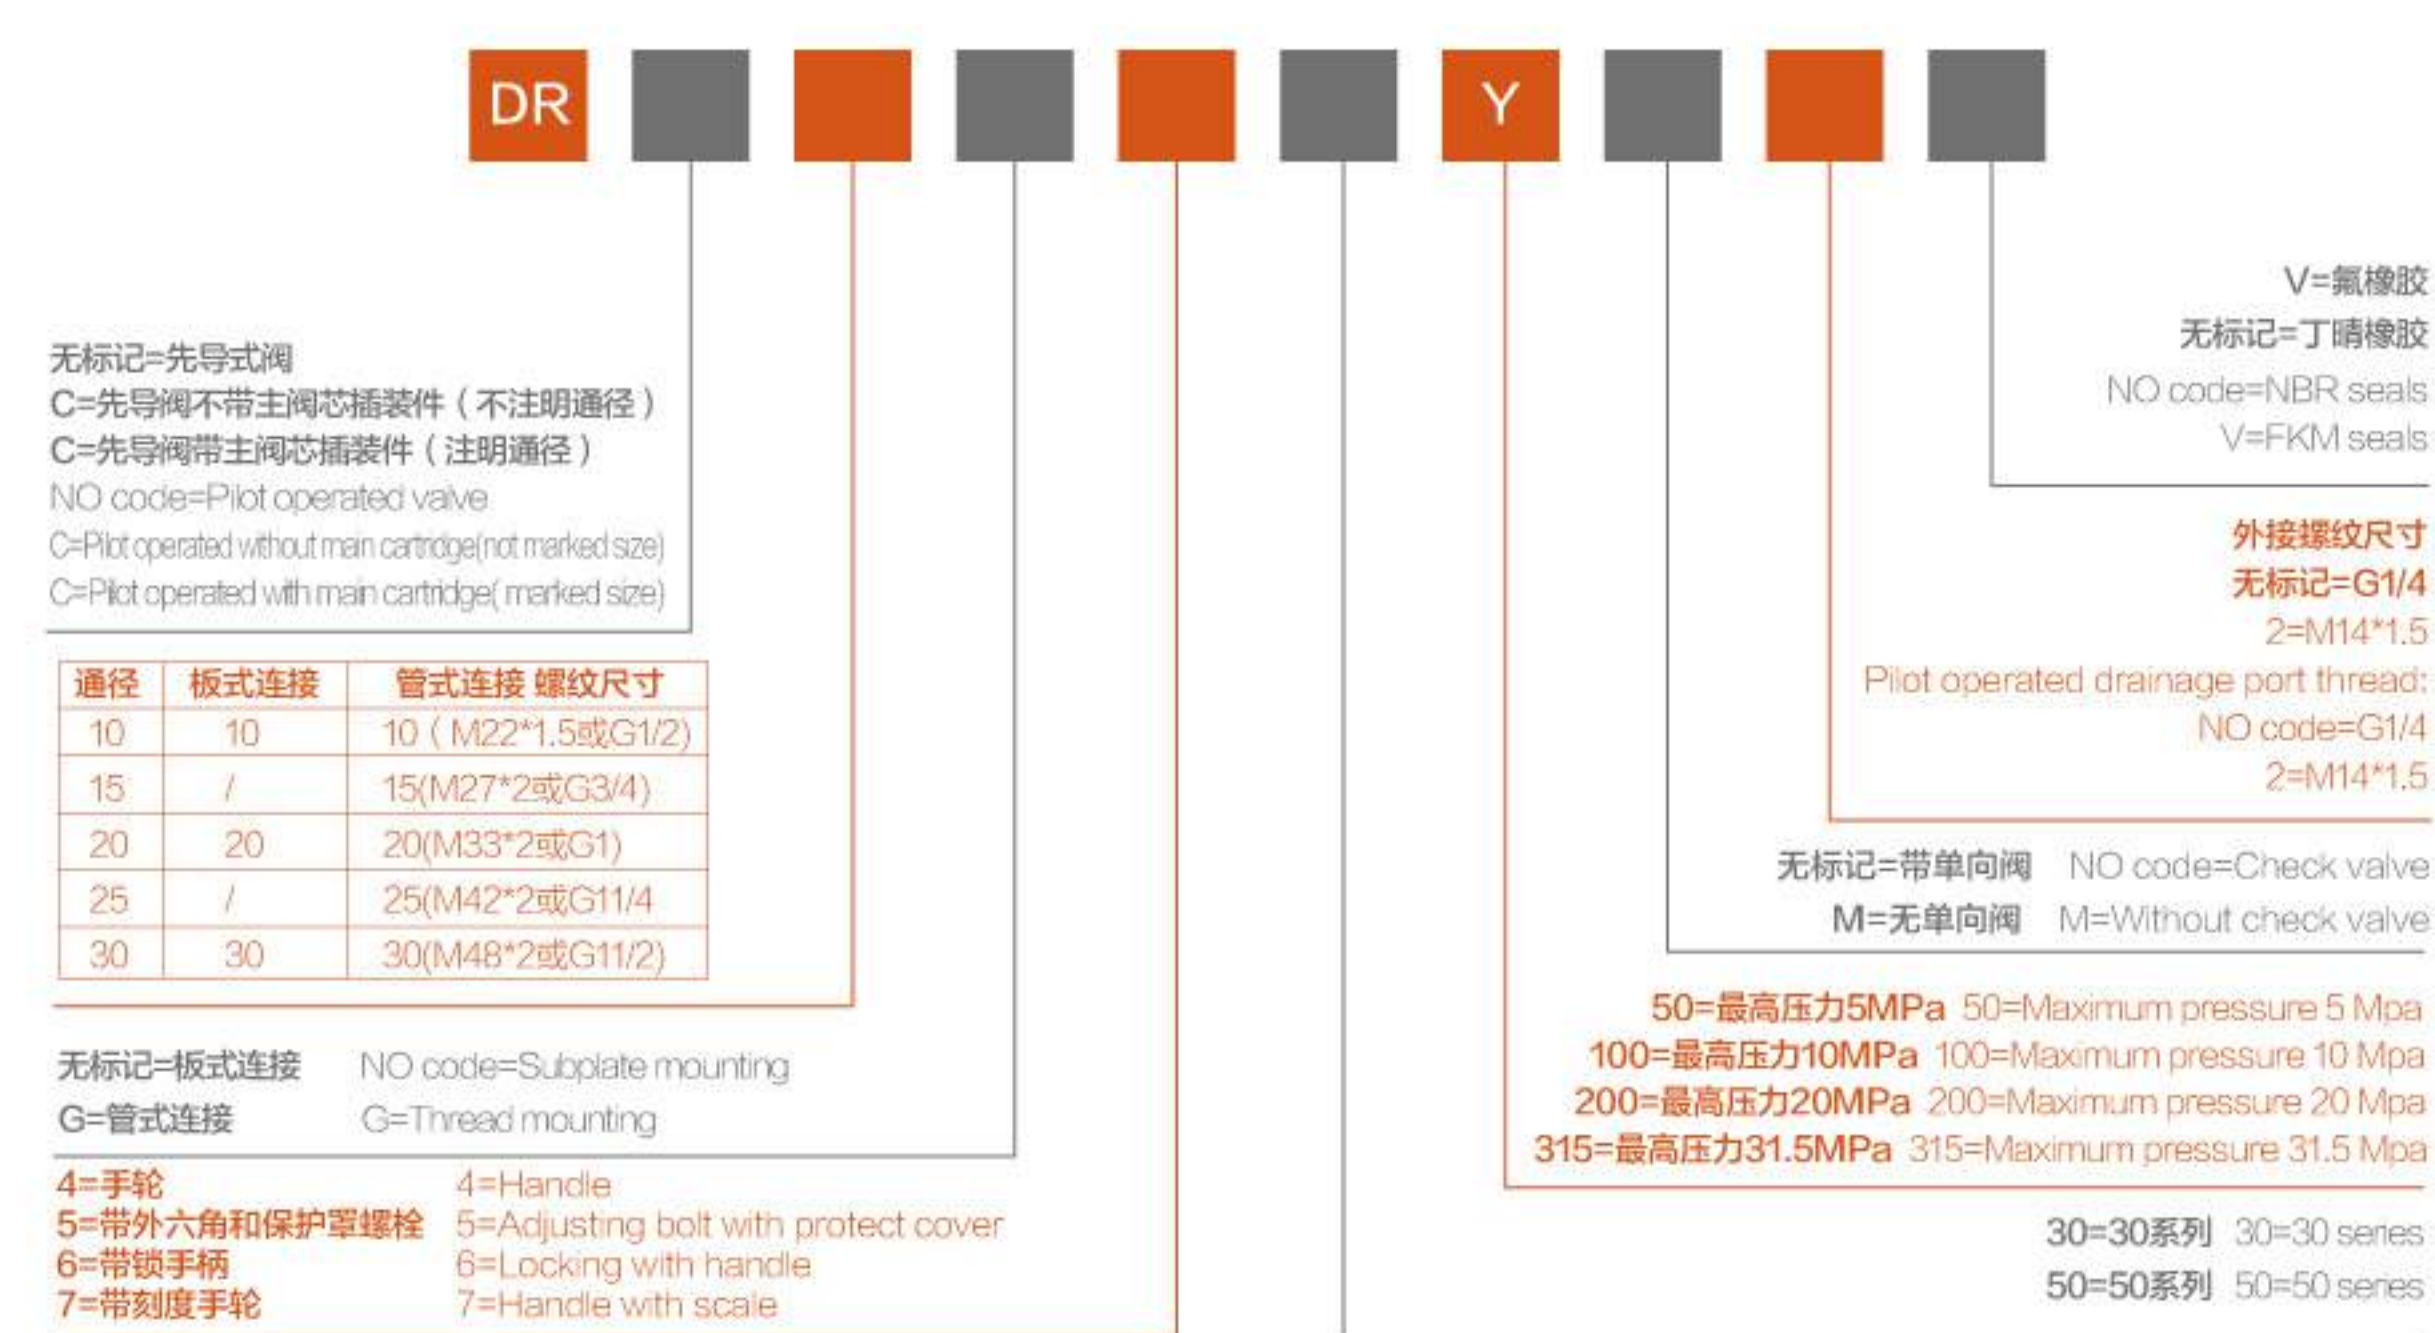 DR Y
无标记=先导式阀
C=先导阀不带主阀芯插装件（不注明通径）
C=先导阀带主阀芯插装件（注明通径）
NO code=Pilot operated valve
C=Pilot operated without main cartridge(not marked size)
C=Pilot operated with main cartridge( marked size)
通径 板式连接 管式连接 螺纹尺寸
10 10 10（M22*1.5或G1/2)
15 / 15(M27*2或G3/4)
20 20 20(M33*2或G1)
25 / 25(M42*2或G11/4
30 30 30(M48*2或G11/2)
无标记=板式连接 NO code=Subplate mounting
G=管式连接 G=Thread mounting
4=手轮 4=Handle
5=带外六角和保护罩螺栓 5=Adjusting bolt with protect cover
6=带锁手柄 6=Locking with handle
7=带刻度手轮 7=Handle with scale
V=氟橡胶
无标记=丁晴橡胶
NO code=NBR seals
V=FKM seals
外接螺纹尺寸
无标记=G1/4
2=M14*1.5
Pilot operated drainage port thread:
NO code=G1/4
2=M14*1.5
无标记=带单向阀 NO code=Check valve
M=无单向阀 M=Without check valve
50=最高压力5MPa 50=Maximum pressure 5 Mpa
100=最高压力10MPa 100=Maximum pressure 10 Mpa
200=最高压力20MPa 200=Maximum pressure 20 Mpa
315=最高压力31.5MPa 315=Maximum pressure 31.5 Mpa
30=30系列 30=30 series
50=50系列 50=50 series